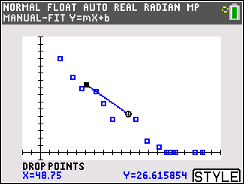 NORMAL FLOAT AUTO REAL RADIAN MP
MANUAL-FIT Y=mX+b
DROP POINTS
X=48.75 Y=26.615854 STYLE